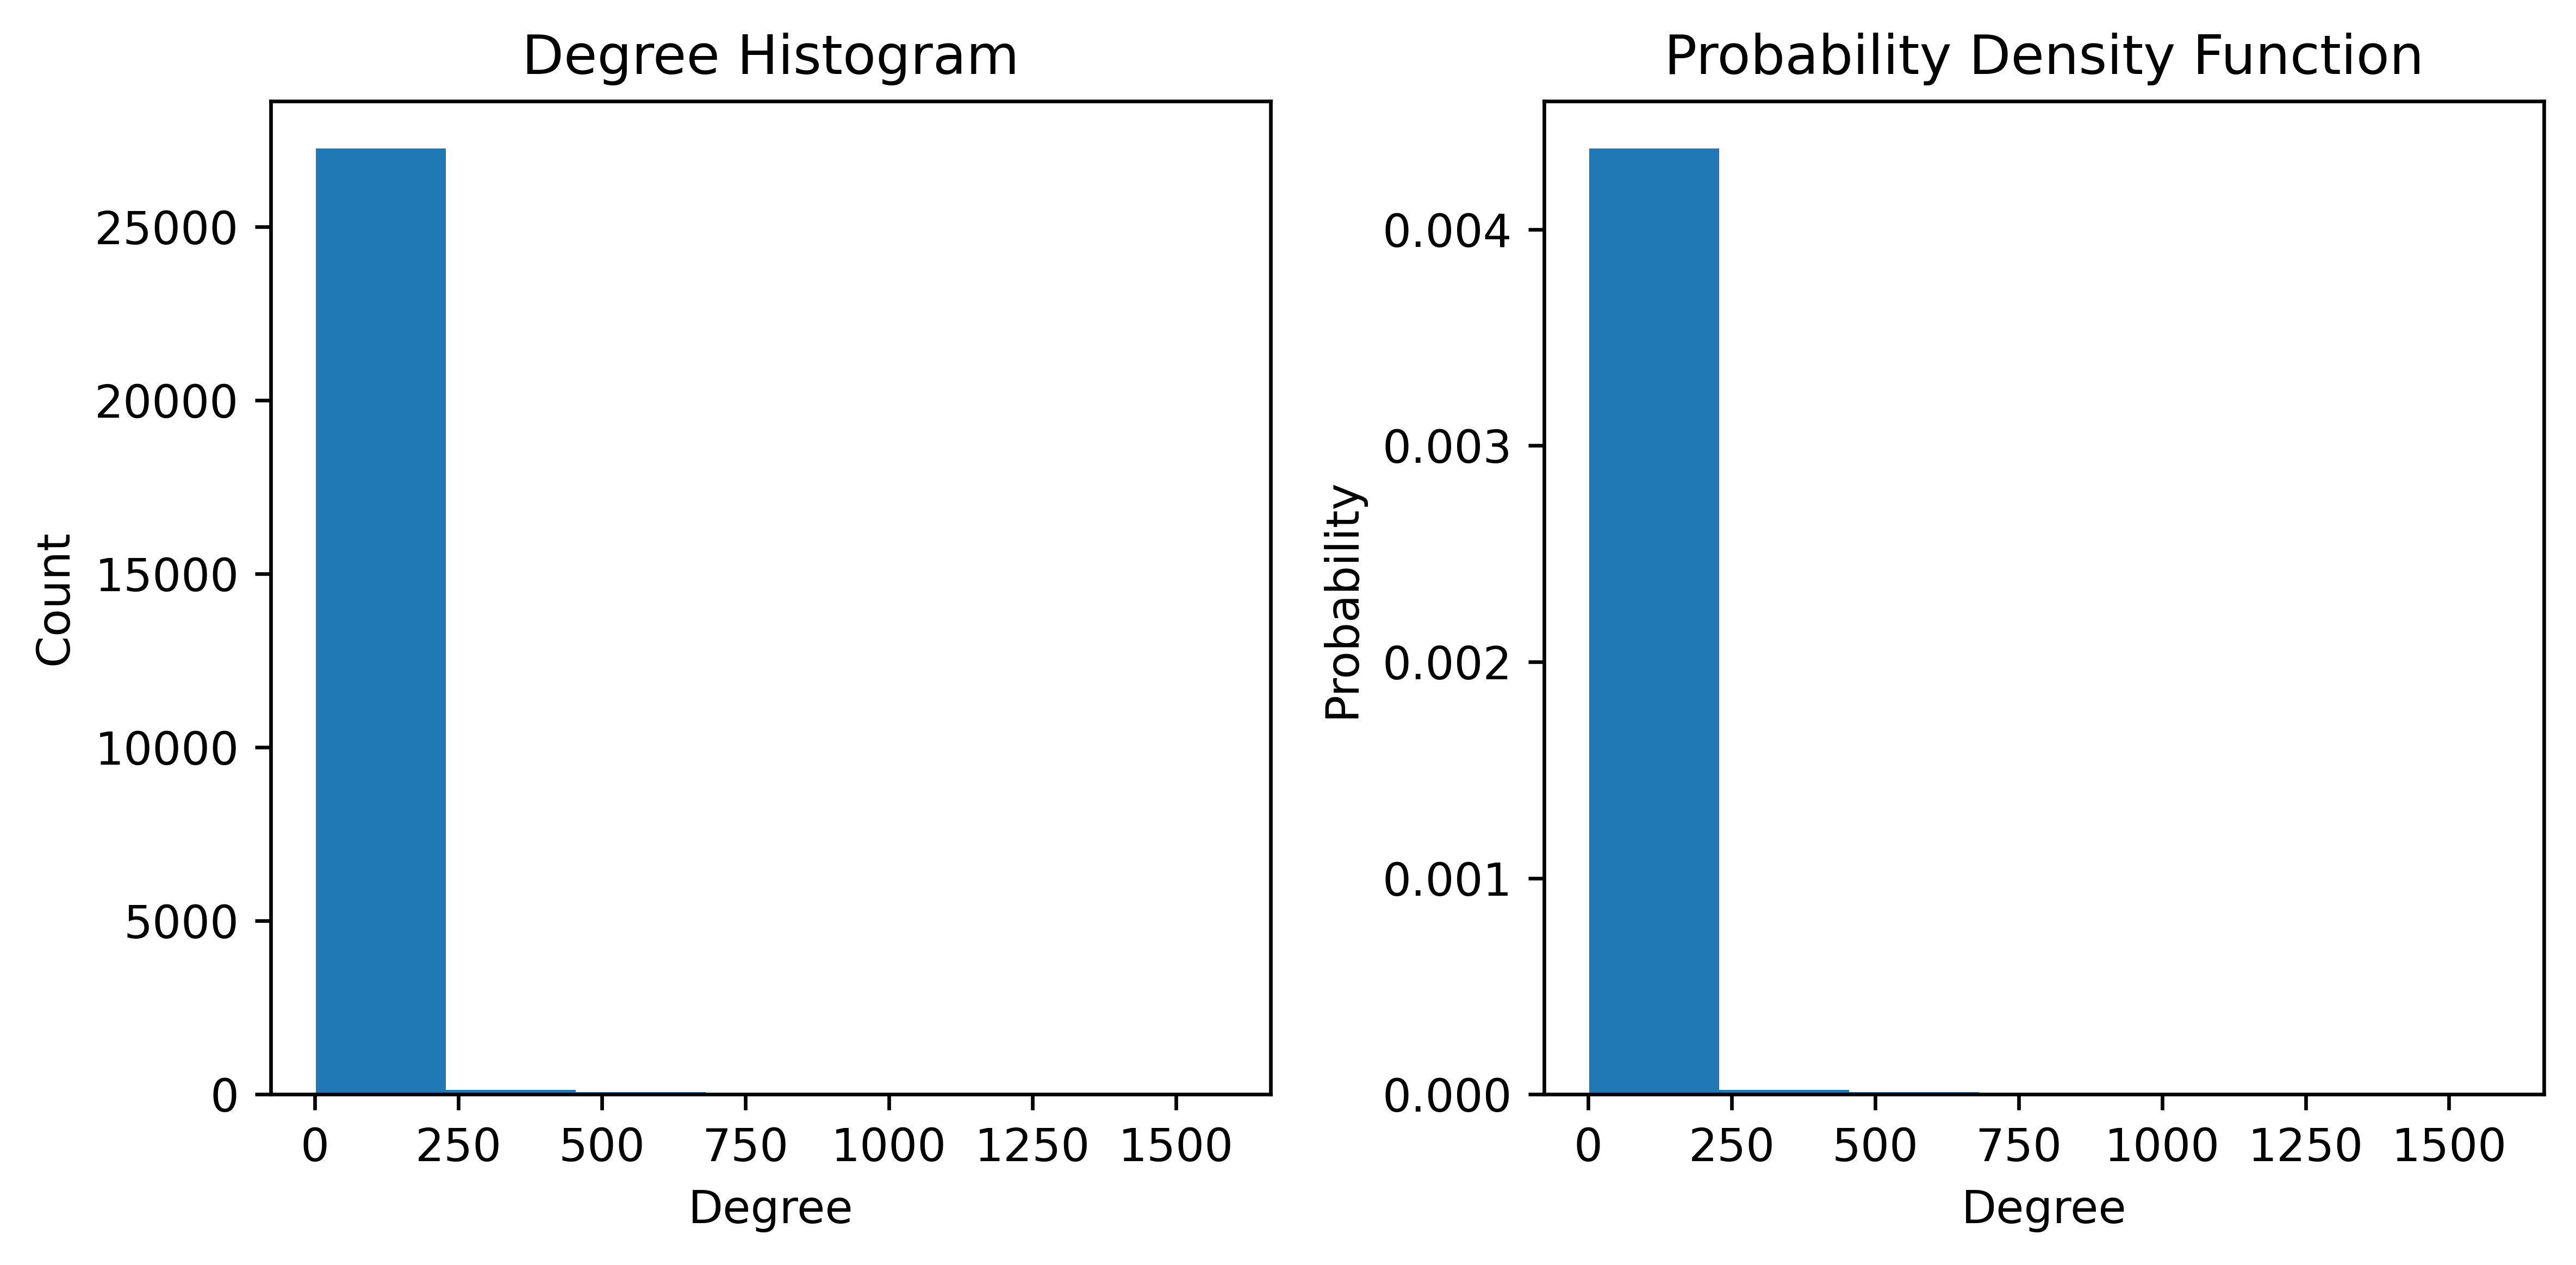 Degree Histogram
Count
25000
20000
15000
10000
5000
0
0 250 500 750 1000 1250 1500
Degree
Probability Density Function
Probability
0.004
0.003
0.002
0.001
0.000
0 250 500 750 1000 1250 1500
Degree